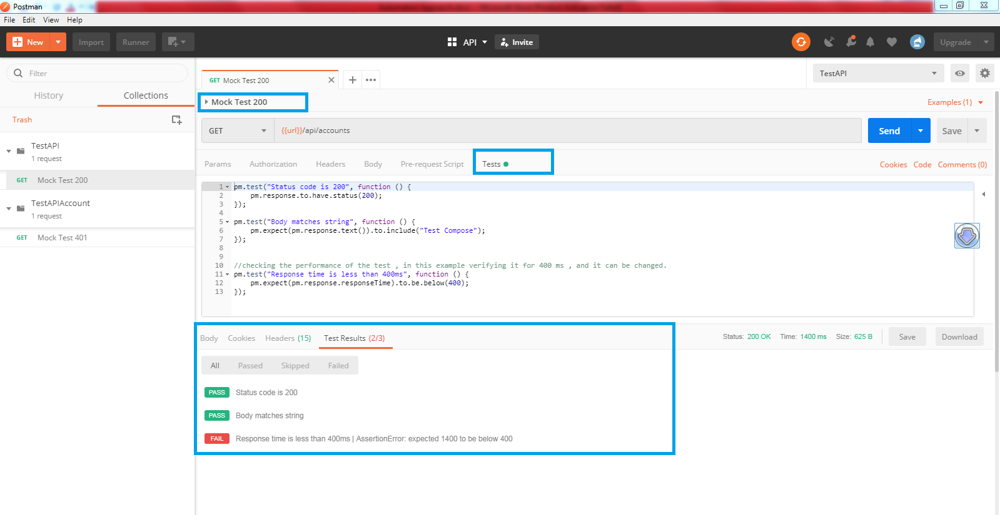 Postman
File Edit View Help
New Import Runner API Invite Upgrade
Filter
History Collections
Trash
TestAPI
1 request
GET Mock Test 200
TestAPIAccount
1 request
GET Mock Test 401
GET Mock Test 200
TestAPI
Mock Test 200
Examples (1)
GET {{url}}/api/accounts Send Save
Params Authorization Headers Body Pre-request Script Tests Cookies Code Comments (0)
1 pm.test("Status code is 200", function () {
2 pm.response.to.have.status(200);
3 });
4
5 pm.test("Body matches string", function () {
6 pm.expect(pm.response.text()).to.include("Test Compose");
7 });
8
9
10 //checking the performance of the test , in this example verifying it for 400 ms , and it can be changed.
11 pm.test("Response time is less than 400ms", function () {
12 pm.expect(pm.response.responseTime).to.be.below(400);
13 });
Body Cookies Headers (15) Test Results (2/3) Status: 200 OK Time: 1400 ms Size: 625 B Save Download
All Passed Skipped Failed
PASS Status code is 200
PASS Body matches string
FAIL Response time is less than 400ms | AssertionError: expected 1400 to be below 400